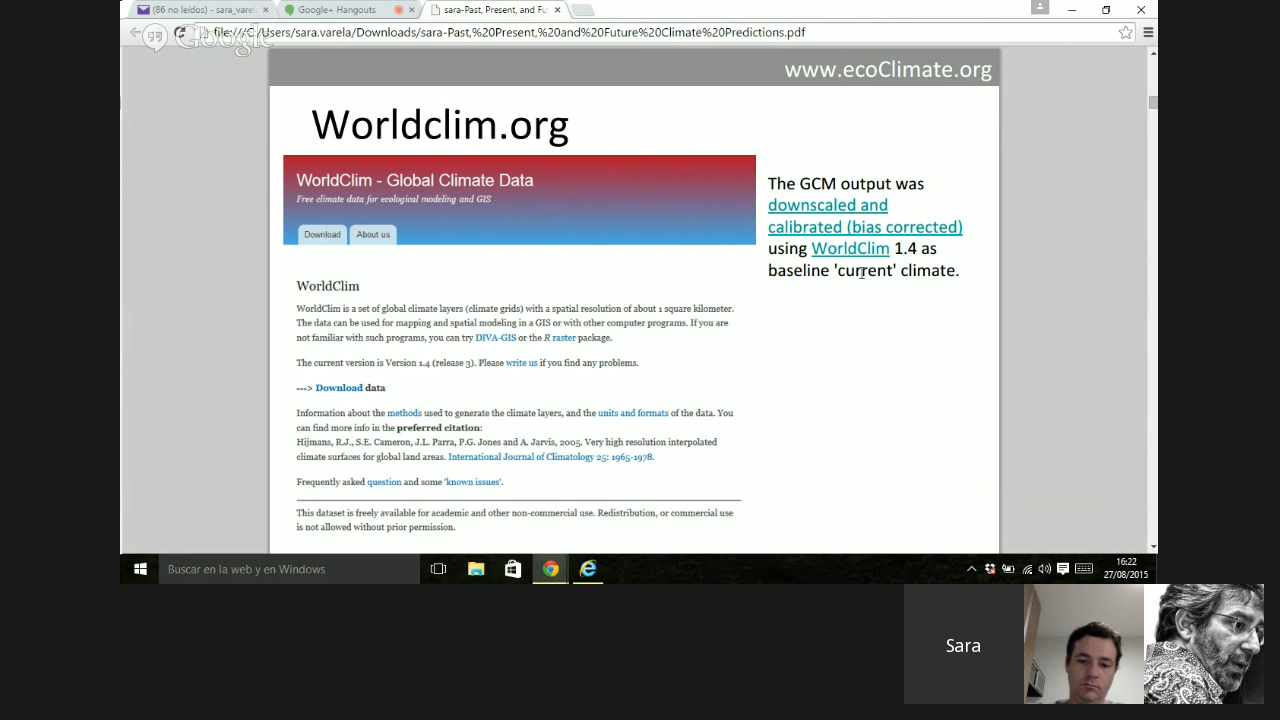 (86 no leídos) - sara_varel
Google+ Hangouts
sara-Past, Present, and Fu
Google
file:///C:/Users/sara.varela/Downloads/sara-Past,%20Present,%20and%20Future%20Climate%20Predictions.pdf
www.ecoClimate.org
Worldclim.org
WorldClim - Global Climate Data
Free climate data for ecological modeling and GIS
Download
About us
The GCM output was
downscaled and
calibrated (bias corrected)
using WorldClim 1.4 as
baseline 'current' climate.
WorldClim
WorldClim is a set of global climate layers (climate grids) with a spatial resolution of about 1 square kilometer.
The data can be used for mapping and spatial modeling in a GIS or with other computer programs. If you are
not familiar with such programs, you can try DIVA-GIS or the R raster package.
The current version is Version 1.4 (release 3). Please write us if you find any problems.
---> Download data
Information about the methods used to generate the climate layers, and the units and formats of the data. You
can find more info in the preferred citation:
Hijmans, R.J., S.E. Cameron, J.L. Parra, P.G. Jones and A. Jarvis, 2005. Very high resolution interpolated
climate surfaces for global land areas. International Journal of Climatology 25: 1965-1978.
Frequently asked question and some 'known issues'.
This dataset is freely available for academic and other non-commercial use. Redistribution, or commercial use
is not allowed without prior permission.
Buscar en la web y en Windows
16:22
27/08/2015
Sara